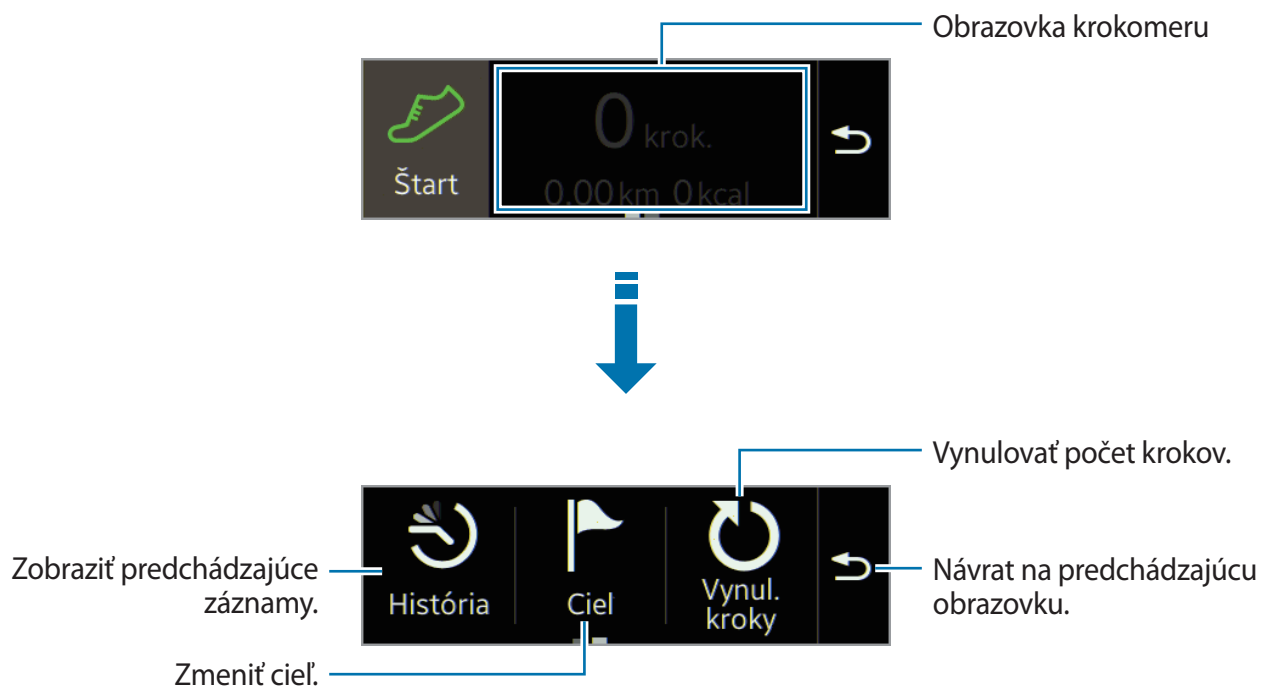 Obrazovka krokomeru
0 krok.
Štart
0.00 km 0 kcal
Vynulovať počet krokov.
Zobraziť predchádzajúce
záznamy.
História
Ciel
Vynul.
kroky
Návrat na predchádzajúcu
obrazovku.
Zmeniť cieľ.